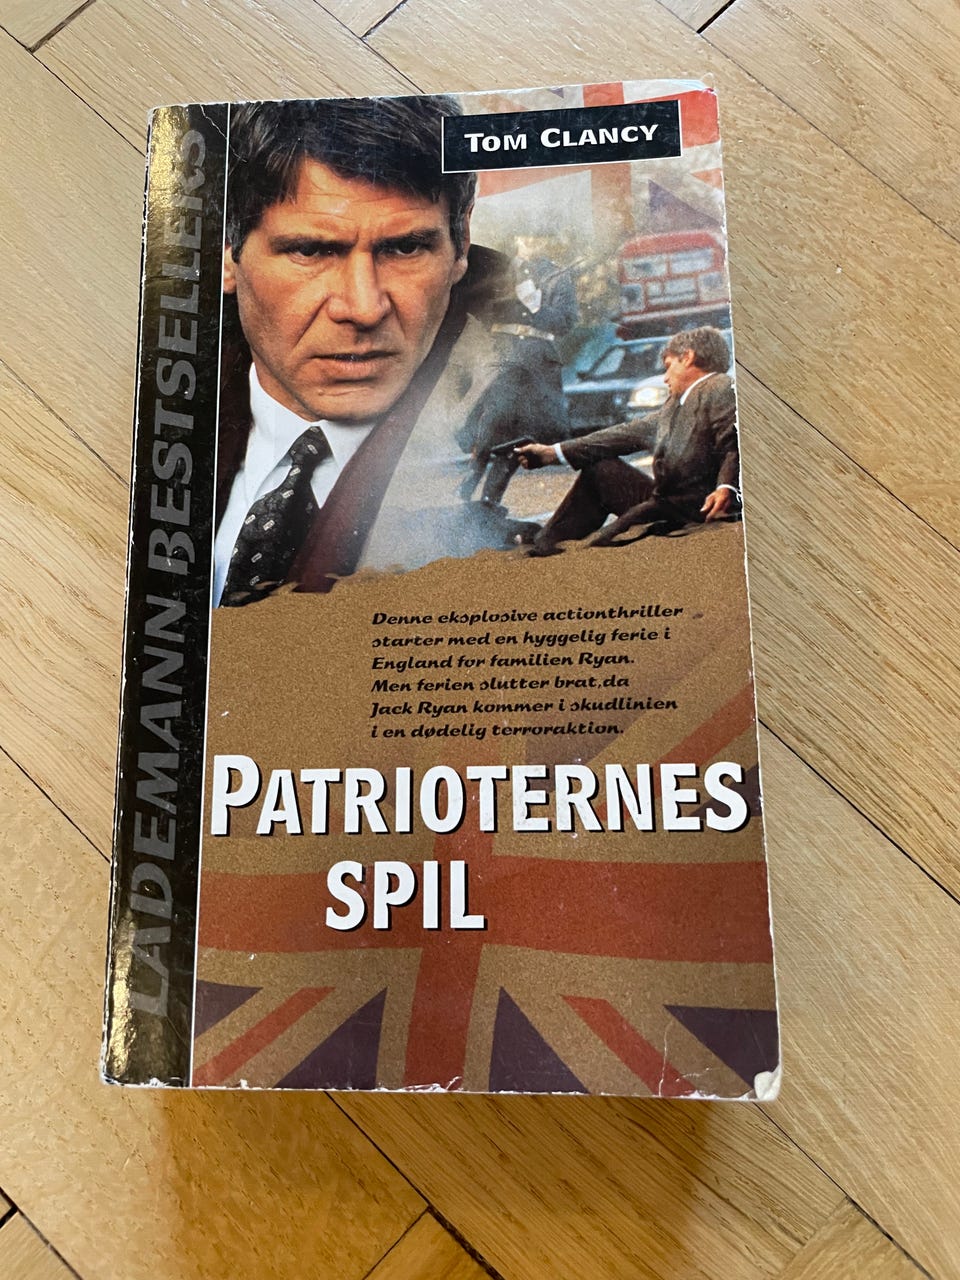 LADEMANN BESTSELLERS
TOM CLANCY
Denne eksplosive actionthriller
starter med en hyggelig ferie i
England for familien Ryan.
Men ferien slutter brat, da
Jack Ryan kommer i skudlinien
i en dødelig terroraktion.
PATRIOTERNES
SPIL